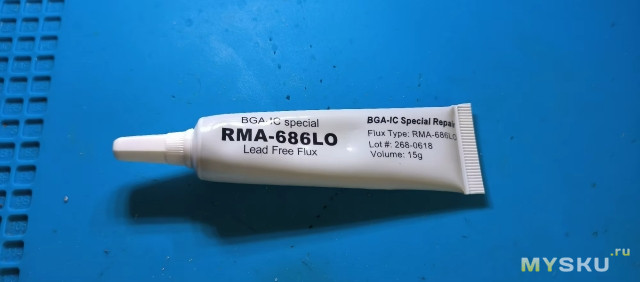 BGA-IC special
RMA-686LO
Lead Free Flux
BGA-IC Special Repair
Flux Type: RMA-686LO
Lot #: 268-0618
Volume: 15g
MYSKU.ru